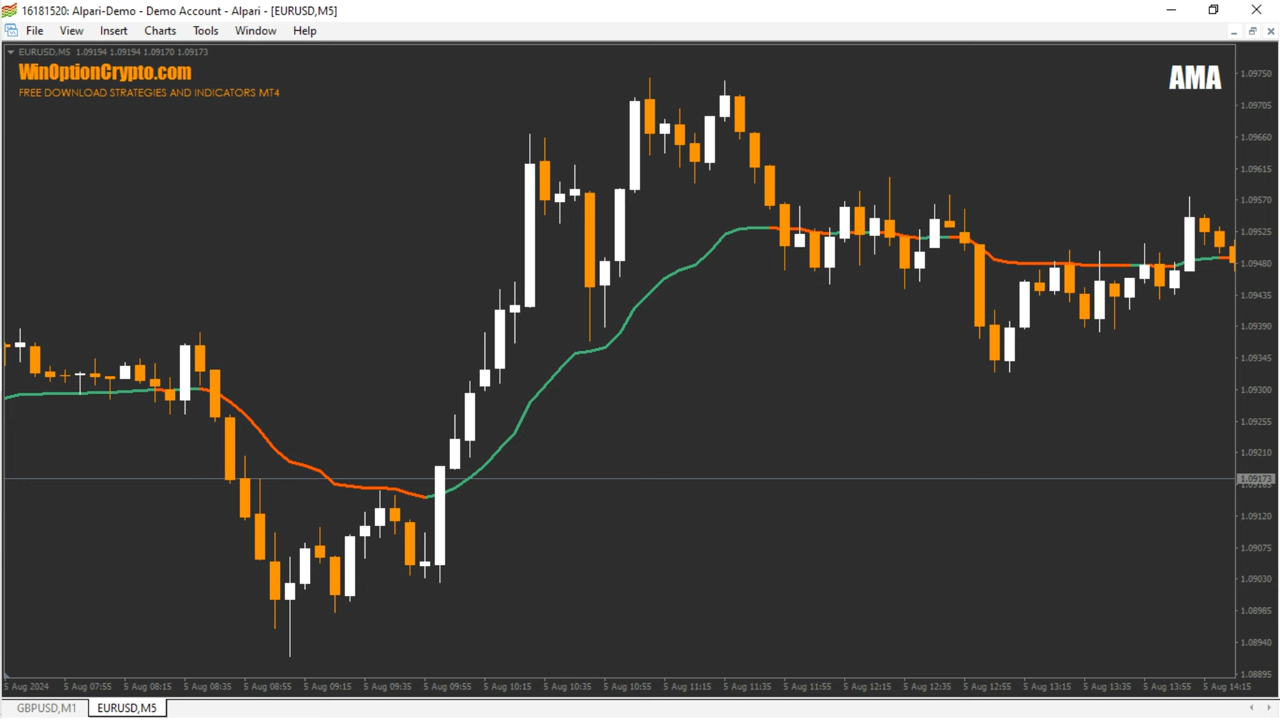 16181520: Alpari-Demo - Demo Account - Alpari - [EURUSD,M5]
File View Insert Charts Tools Window Help
EURUSD,M5 1.09194 1.09194 1.09170 1.09173
WinOptionCrypto.com
FREE DOWNLOAD STRATEGIES AND INDICATORS MT4
AMA
1.09750
1.09705
1.09660
1.09615
1.09570
1.09525
1.09480
1.09435
1.09390
1.09345
1.09300
1.09255
1.09210
1.09173
1.09120
1.09075
1.09030
1.08985
1.08940
1.08895
5 Aug 2024 5 Aug 07:55 5 Aug 08:15 5 Aug 08:35 5 Aug 08:55 5 Aug 09:15 5 Aug 09:35 5 Aug 09:55 5 Aug 10:15 5 Aug 10:35 5 Aug 10:55 5 Aug 11:15 5 Aug 11:35 5 Aug 11:55 5 Aug 12:15 5 Aug 12:35 5 Aug 12:55 5 Aug 13:15 5 Aug 13:35 5 Aug 13:55 5 Aug 14:15
GBPUSD,M1 EURUSD,M5